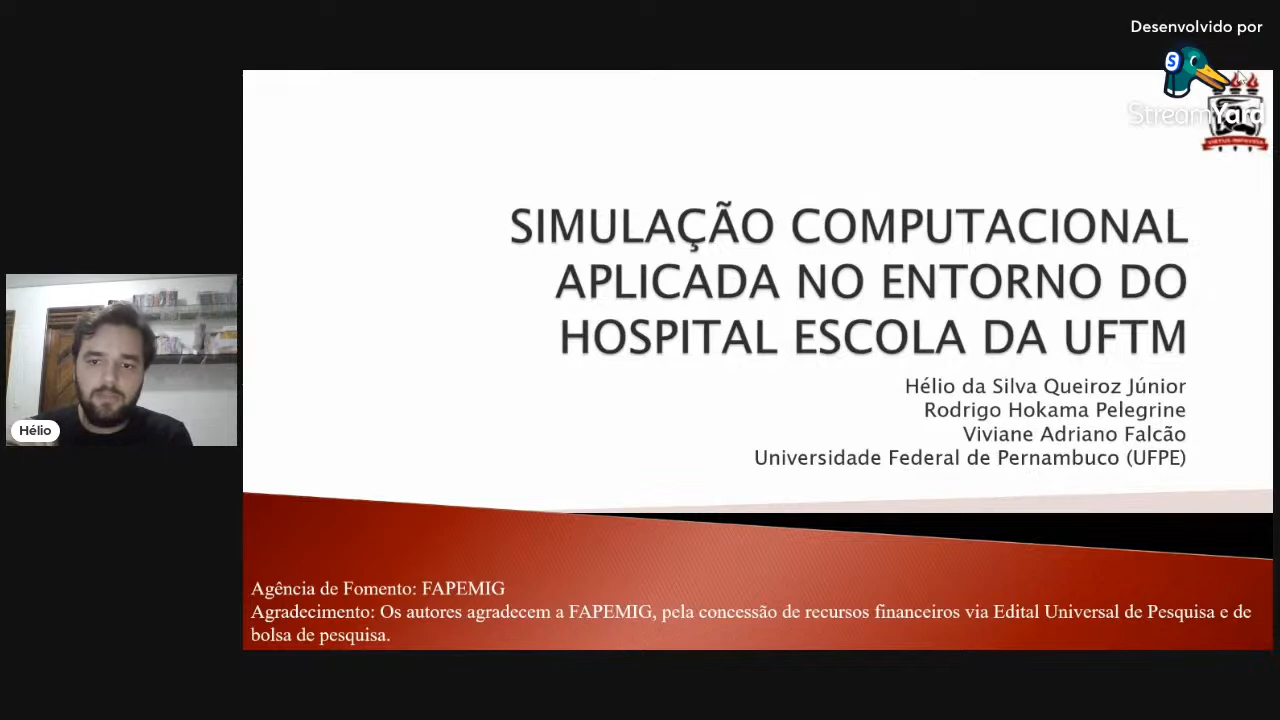 Desenvolvido por
S
StreamYard
VIRTUS IMPAVIDA
SIMULAÇÃO COMPUTACIONAL
APLICADA NO ENTORNO DO
HOSPITAL ESCOLA DA UFTM
Hélio da Silva Queiroz Júnior
Rodrigo Hokama Pelegrine
Viviane Adriano Falcão
Universidade Federal de Pernambuco (UFPE)
Hélio
Agência de Fomento: FAPEMIG
Agradecimento: Os autores agradecem a FAPEMIG, pela concessão de recursos financeiros via Edital Universal de Pesquisa e de
bolsa de pesquisa.